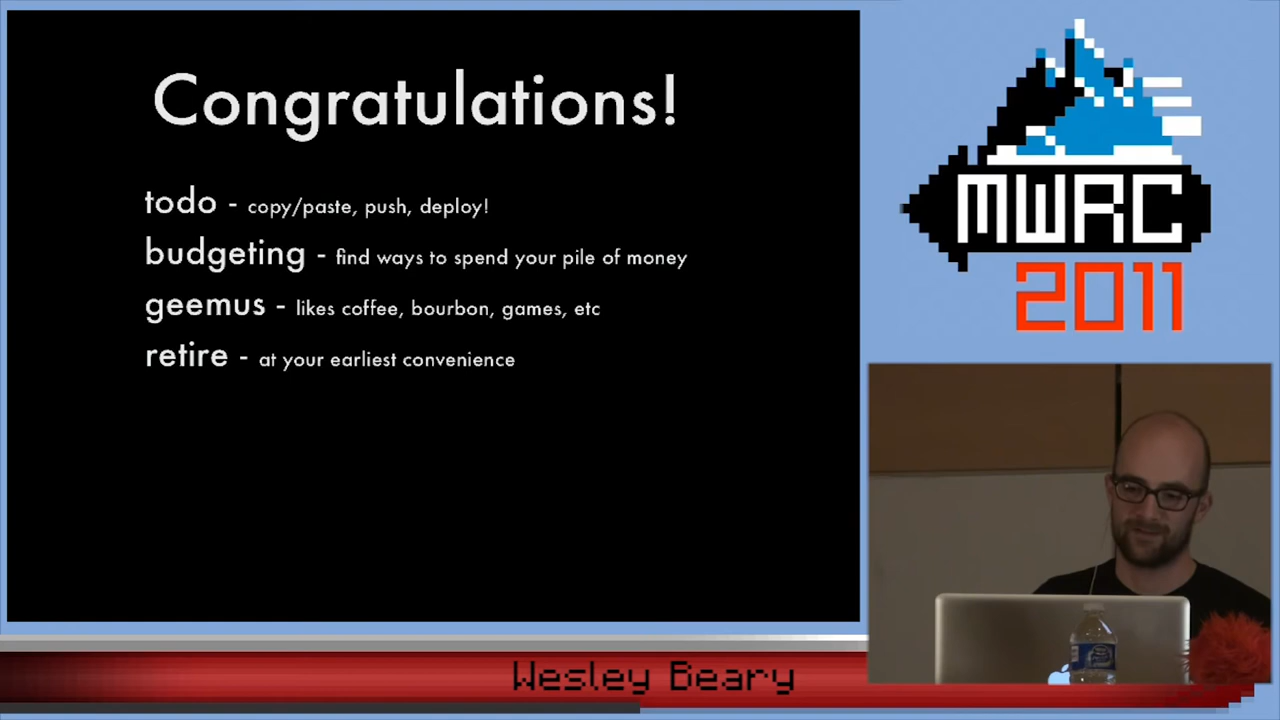 Congratulations!
todo - copy/paste, push, deploy!
budgeting - find ways to spend your pile of money
geemus - likes coffee, bourbon, games, etc
retire - at your earliest convenience
MWRC
2011
Wesley Beary